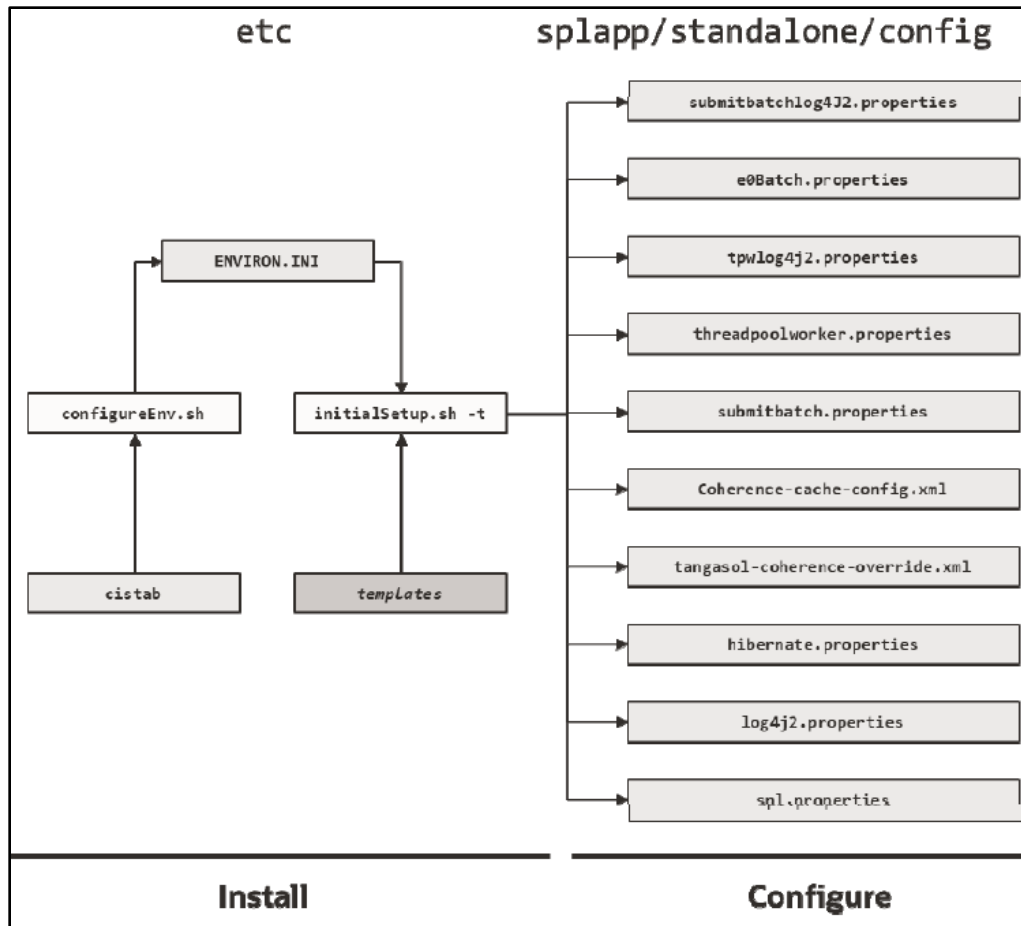 etc
splapp/standalone/config
submitbatchlog4J2.properties
e0Batch.properties
tpwlog4j2.properties
ENVIRON.INI
threadpoolworker.properties
configureEnv.sh
initialSetup.sh -t
submitbatch.properties
Coherence-cache-config.xml
tangasol-coherence-override.xml
cistab
templates
hibernate.properties
log4j2.properties
spl.properties
Install
Configure